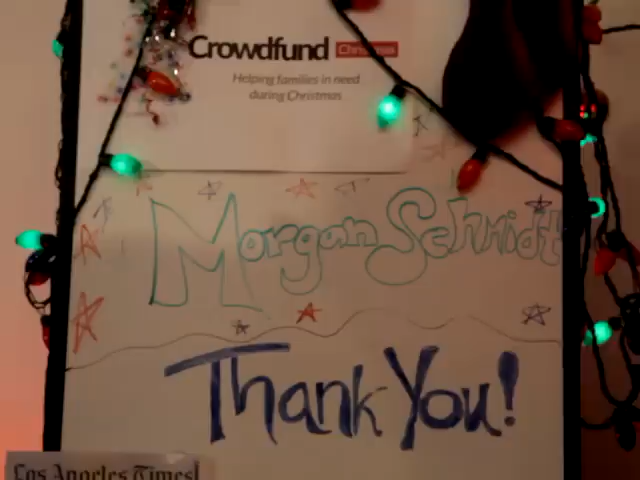 Crowdfund Christmas
Helping families in need
during Christmas
Morgan Schmidt
Thank You!
Los Angeles Times